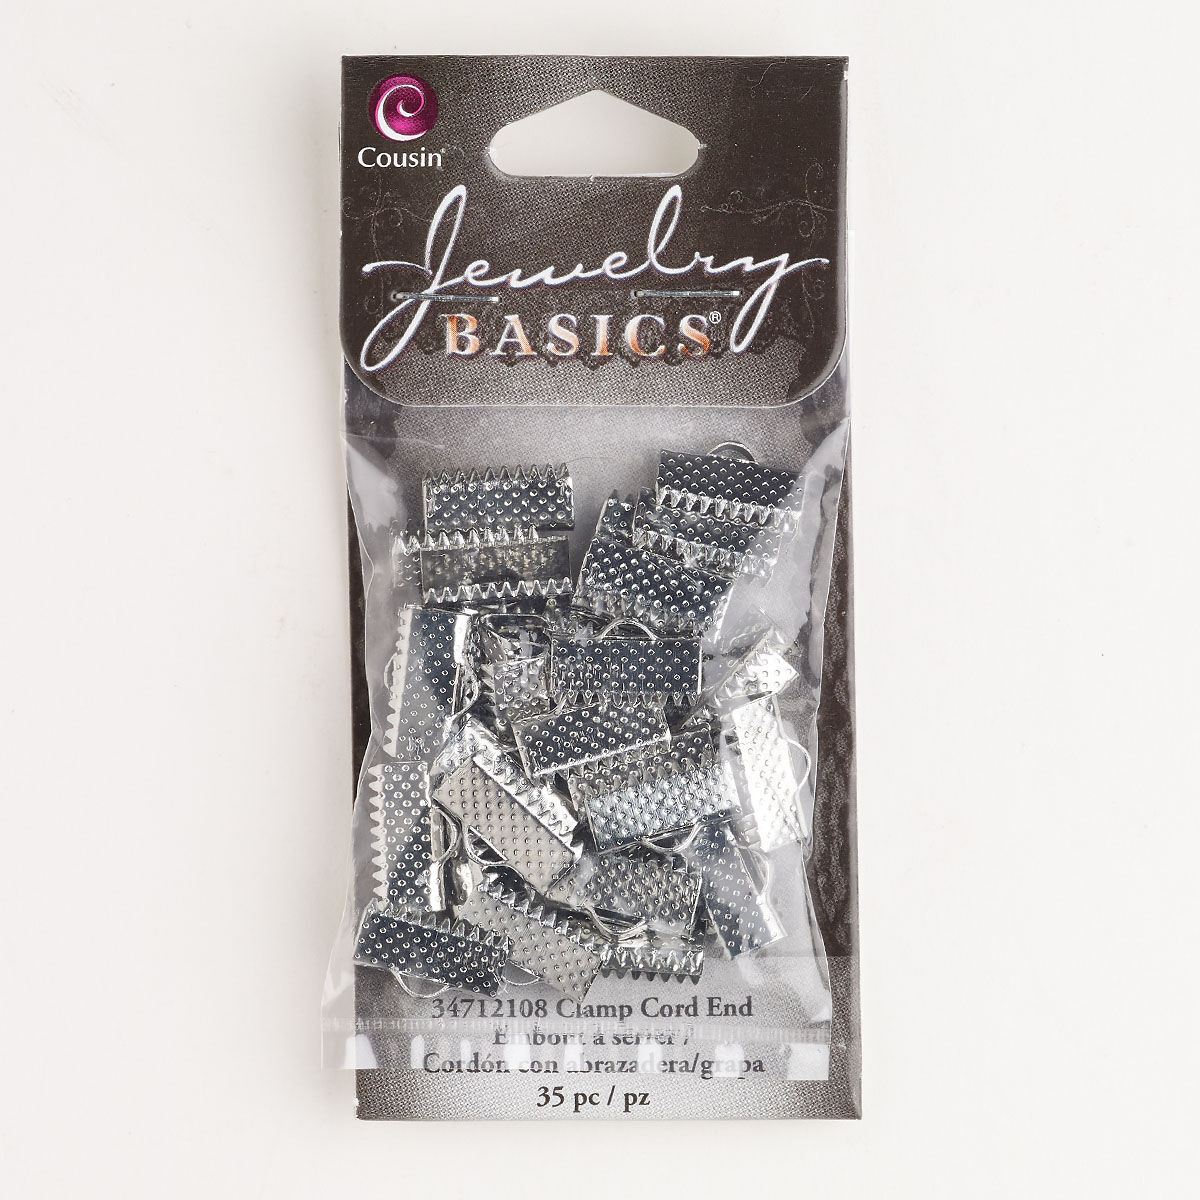 Cousin®
Jewelry
BASICS®
34712108 Clamp Cord End
Embout à serrer /
Cordón con abrazadera/grapa
35 pc / pz